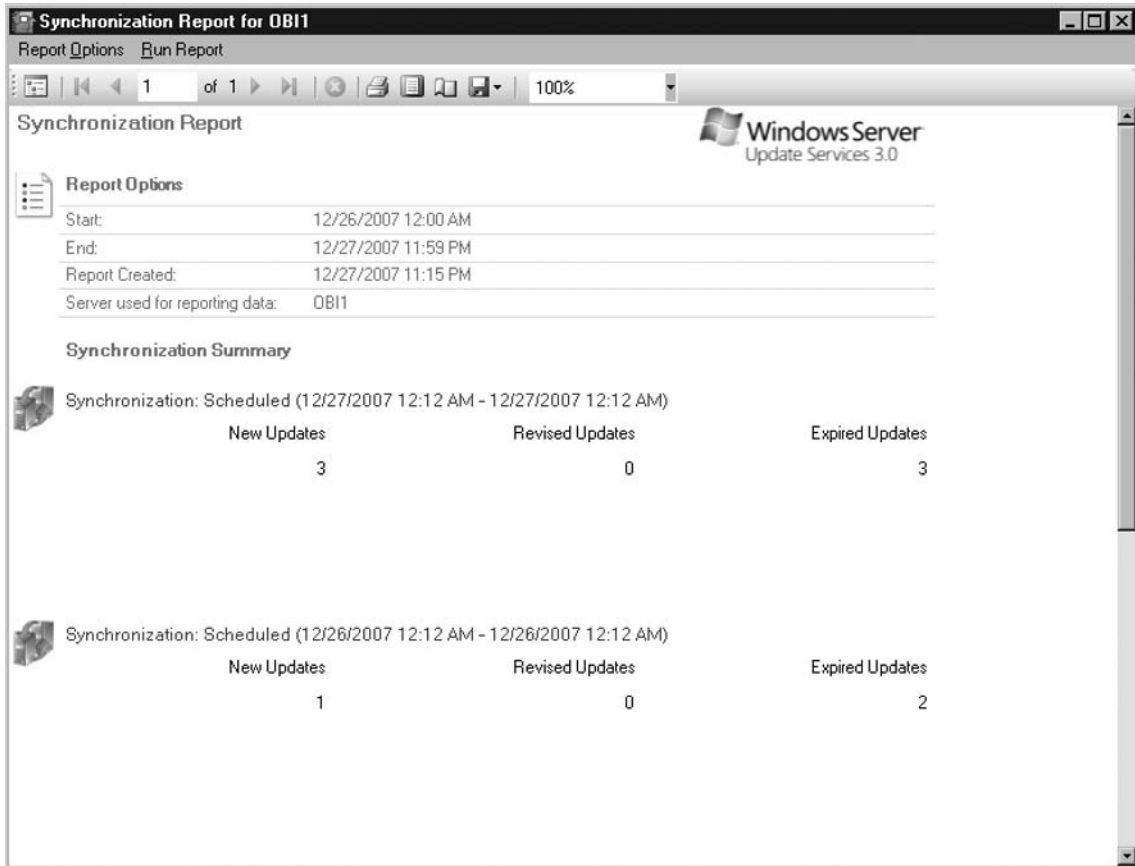 Synchronization Report for OBI1
Report Options Run Report
1 of 1 100%
Synchronization Report
Windows Server
Update Services 3.0
Report Options
Start: 12/26/2007 12:00 AM
End: 12/27/2007 11:59 PM
Report Created: 12/27/2007 11:15 PM
Server used for reporting data: OBI1
Synchronization Summary
Synchronization: Scheduled (12/27/2007 12:12 AM - 12/27/2007 12:12 AM)
New Updates Revised Updates Expired Updates
3 0 3
Synchronization: Scheduled (12/26/2007 12:12 AM - 12/26/2007 12:12 AM)
New Updates Revised Updates Expired Updates
1 0 2